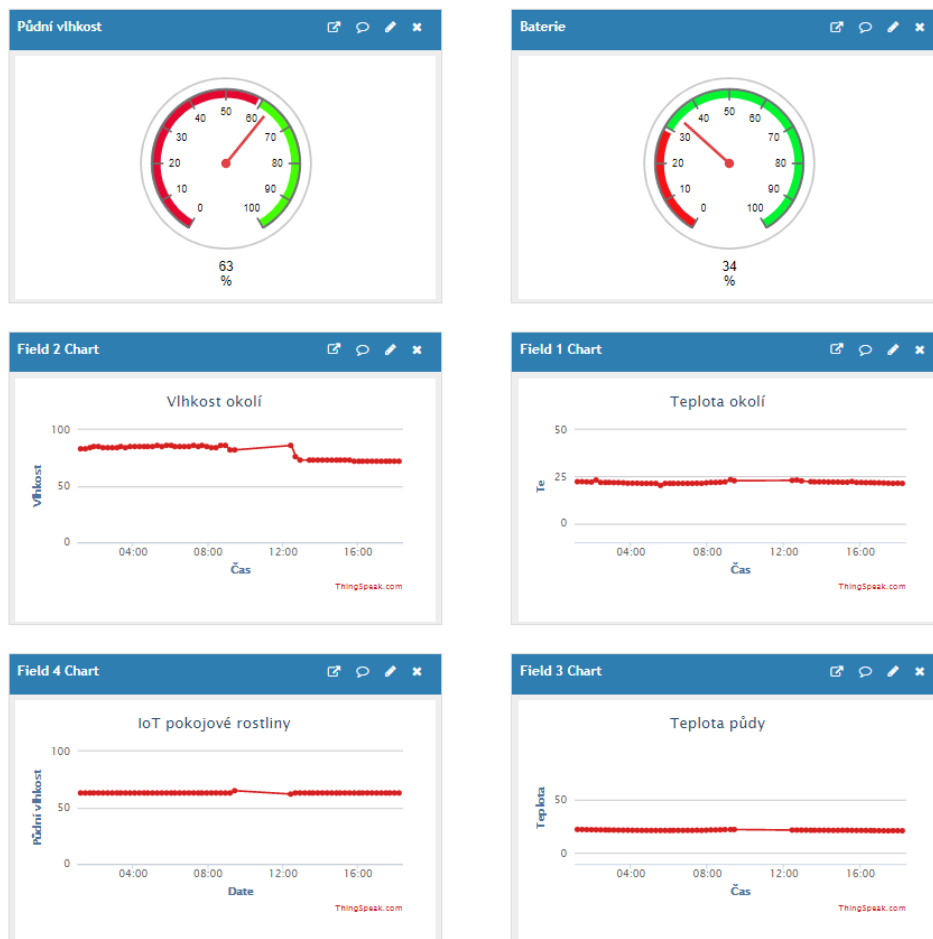 Půdní vlhkost
0
10
20
30
40
50
60
70
80
90
100
63
%
Baterie
0
10
20
30
40
50
60
70
80
90
100
34
%
Field 2 Chart
Vlhkost okolí
Vlhkost
100
50
0
04:00 08:00 12:00 16:00
Čas
ThingSpeak.com
Field 1 Chart
Teplota okolí
Te
50
25
0
04:00 08:00 12:00 16:00
Čas
ThingSpeak.com
Field 4 Chart
IoT pokojové rostliny
Půdní vlhkost
100
50
0
04:00 08:00 12:00 16:00
Date
ThingSpeak.com
Field 3 Chart
Teplota půdy
Teplota
50
0
04:00 08:00 12:00 16:00
Čas
ThingSpeak.com